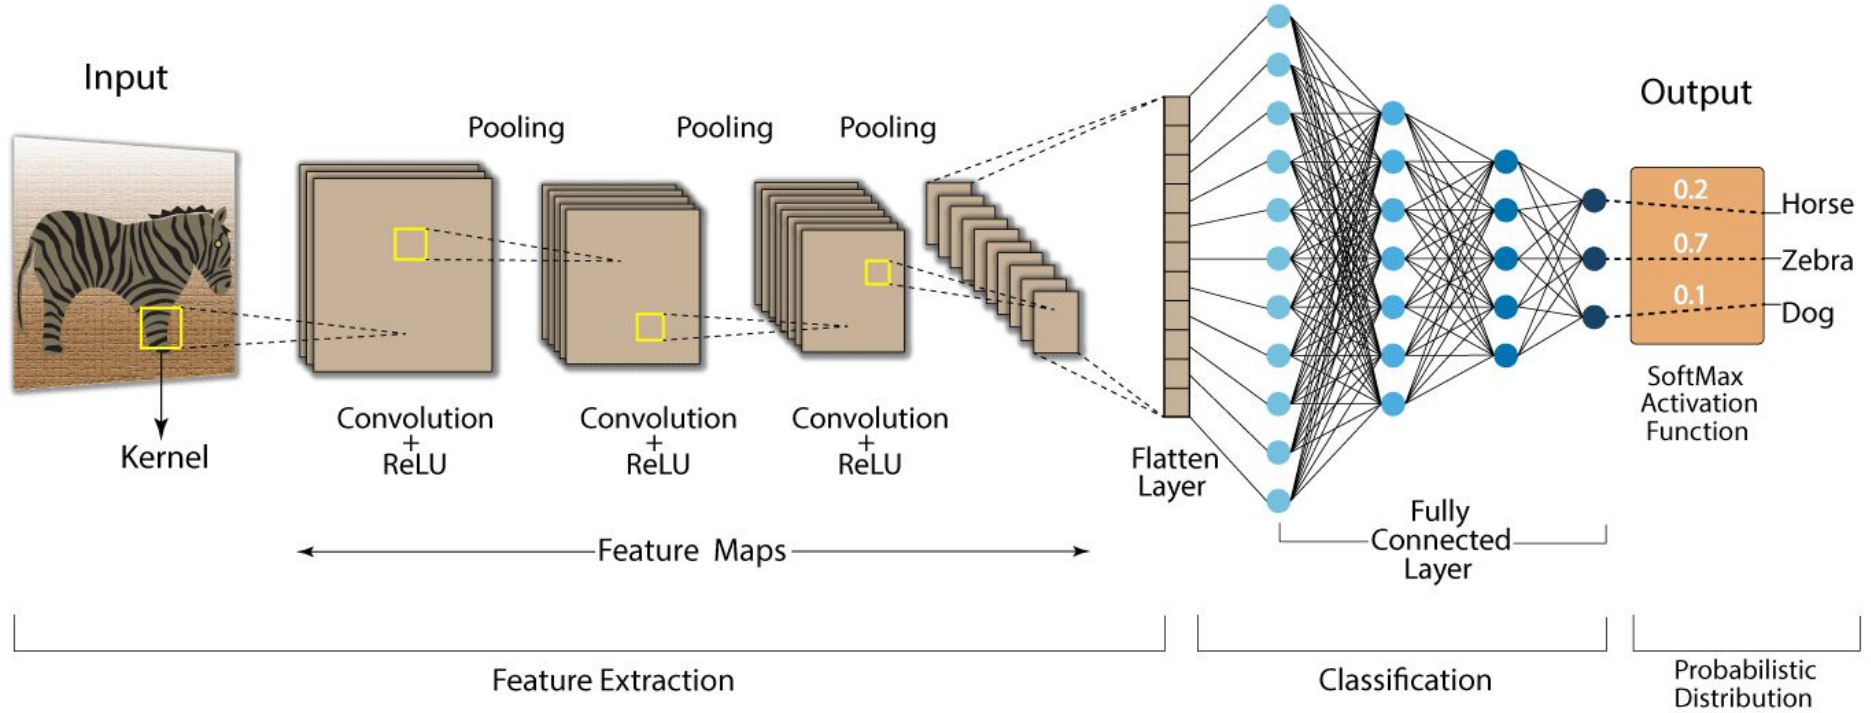 Input
Kernel
Pooling
Pooling
Pooling
Convolution
+
ReLU
Convolution
+
ReLU
Convolution
+
ReLU
Feature Maps
Flatten
Layer
Fully
Connected
Layer
Output
0.2
Horse
0.7
Zebra
0.1
Dog
SoftMax
Activation
Function
Feature Extraction
Classification
Probabilistic
Distribution